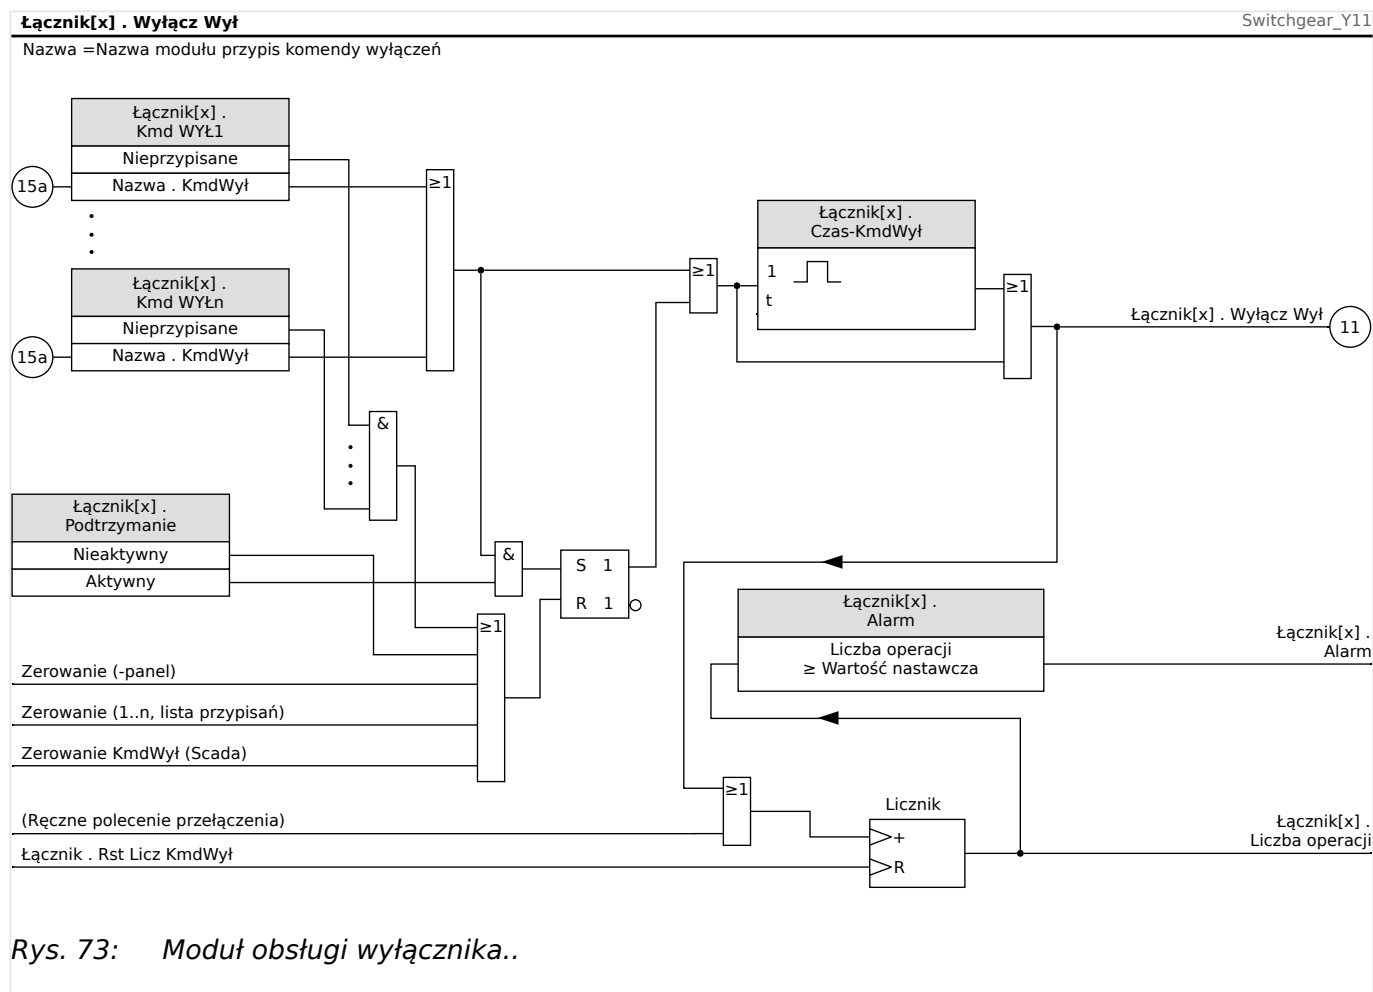 Łącznik[x] . Wyłącz Wył
Switchgear_Y11
Nazwa =Nazwa modułu przypis komendy wyłączeń
Łącznik[x] .
Kmd WYŁ1
Nieprzypisane
15a
Nazwa . KmdWył
≥1
Łącznik[x] .
Czas-KmdWył
Łącznik[x] .
Kmd WYŁn
≥1
1
t
≥1
Nieprzypisane
15a
Nazwa . KmdWył
Łącznik[x] . Wyłącz Wył
11
&
Łącznik[x] .
Podtrzymanie
Nieaktywny
Aktywny
&
S 1
R 1
≥1
Łącznik[x] .
Alarm
Liczba operacji
≥ Wartość nastawcza
Łącznik[x] .
Alarm
Zerowanie (-panel)
Zerowanie (1..n, lista przypisań)
Zerowanie KmdWył (Scada)
≥1
Licznik
(Ręczne polecenie przełączenia)
+
Łącznik[x] .
Liczba operacji
Łącznik . Rst Licz KmdWył
R
Rys. 73: Moduł obsługi wyłącznika..